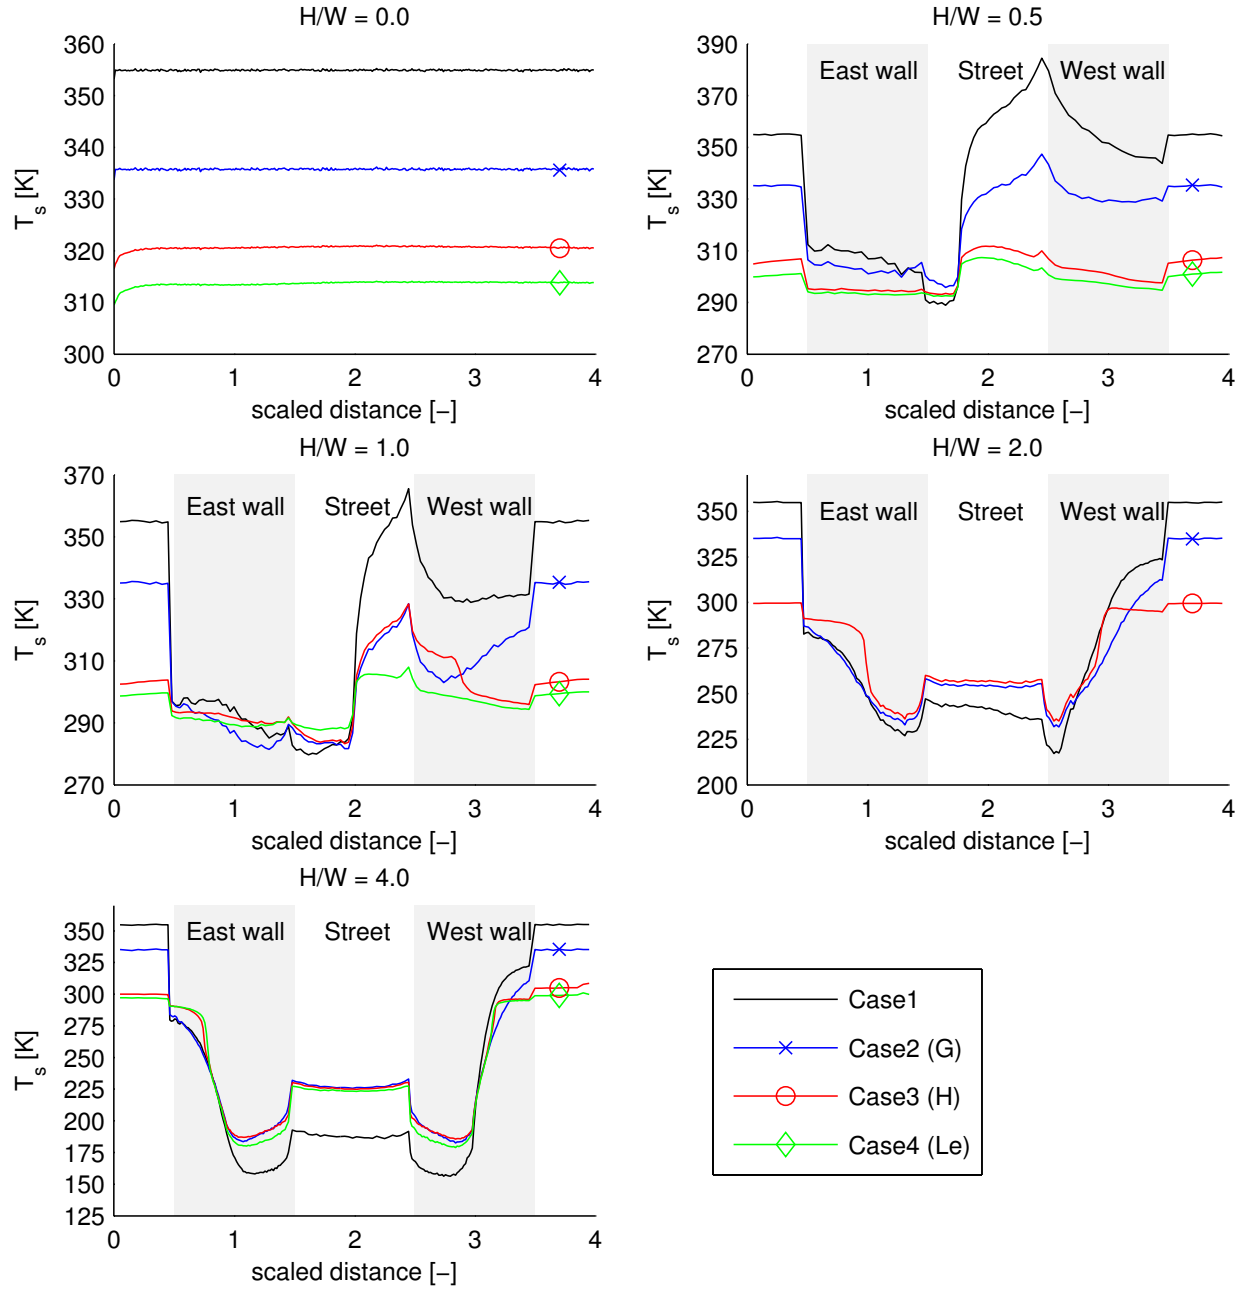 H/W = 0.0
360
350
340
330
320
310
300
T_s [K]
0 1 2 3 4
scaled distance [−]
H/W = 0.5
390
370
350
330
310
290
270
T_s [K]
East wall Street West wall
0 1 2 3 4
scaled distance [−]
H/W = 1.0
370
350
330
310
290
270
T_s [K]
East wall Street West wall
0 1 2 3 4
scaled distance [−]
H/W = 2.0
350
325
300
275
250
225
200
T_s [K]
East wall Street West wall
0 1 2 3 4
scaled distance [−]
H/W = 4.0
350
325
300
275
250
225
200
175
150
125
T_s [K]
East wall Street West wall
0 1 2 3 4
scaled distance [−]
Case1
Case2 (G)
Case3 (H)
Case4 (Le)